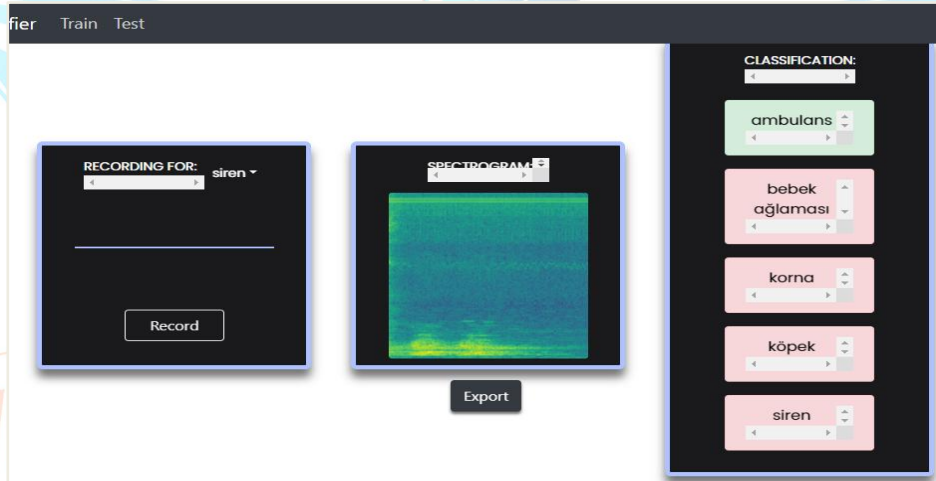 fier Train Test
RECORDING FOR:
siren
Record
SPECTROGRAM:
Export
CLASSIFICATION:
ambulans
bebek
ağlaması
korna
köpek
siren